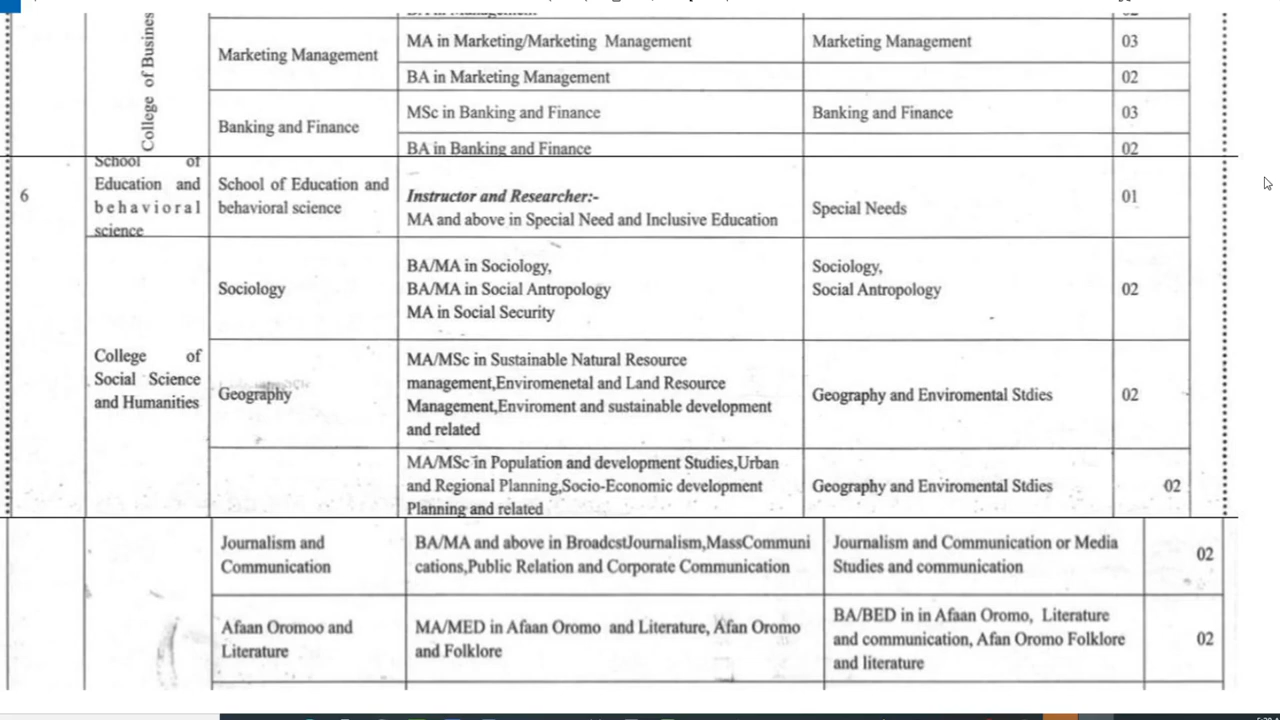 College of Busines
Marketing Management
MA in Marketing/Marketing Management
Marketing Management
03
BA in Marketing Management
02
Banking and Finance
MSc in Banking and Finance
Banking and Finance
03
BA in Banking and Finance
02
6
School of
Education and
behavioral
science
School of Education and
behavioral science
Instructor and Researcher:-
MA and above in Special Need and Inclusive Education
Special Needs
01
College of
Social Science
and Humanities
Sociology
BA/MA in Sociology,
BA/MA in Social Antropology
MA in Social Security
Sociology,
Social Antropology
02
Geography
MA/MSc in Sustainable Natural Resource
management,Enviromenetal and Land Resource
Management,Enviroment and sustainable development
and related
Geography and Enviromental Stdies
02
MA/MSc in Population and development Studies,Urban
and Regional Planning,Socio-Economic development
Planning and related
Geography and Enviromental Stdies
02
Journalism and
Communication
BA/MA and above in BroadcstJournalism,MassCommuni
cations,Public Relation and Corporate Communication
Journalism and Communication or Media
Studies and communication
02
Afaan Oromoo and
Literature
MA/MED in Afaan Oromo and Literature, Afan Oromo
and Folklore
BA/BED in in Afaan Oromo, Literature
and communication, Afan Oromo Folklore
and literature
02